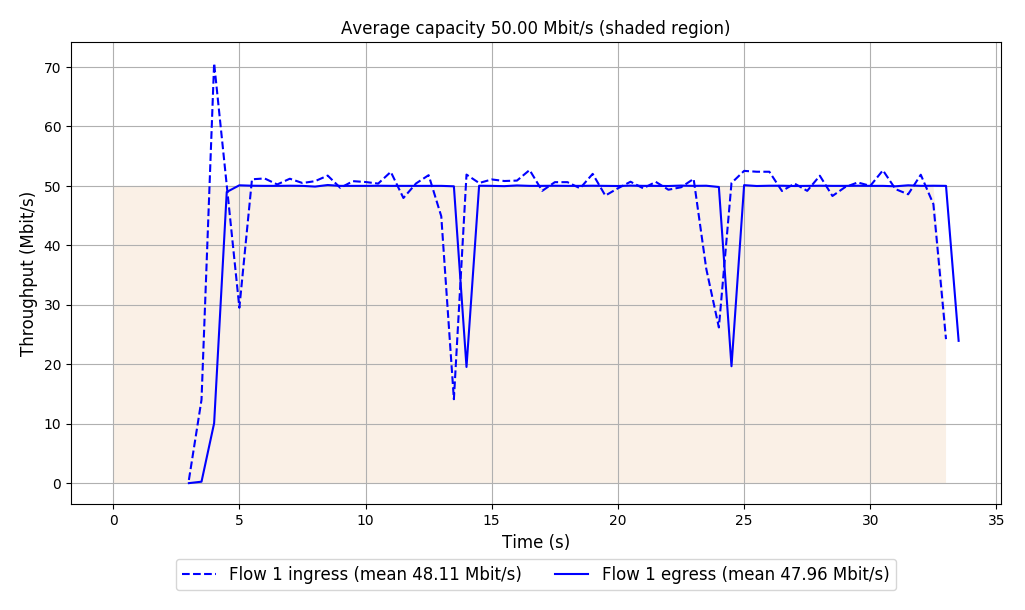 Average capacity 50.00 Mbit/s (shaded region)
Throughput (Mbit/s)
70
60
50
40
30
20
10
0
0 5 10 15 20 25 30 35
Time (s)
Flow 1 ingress (mean 48.11 Mbit/s) Flow 1 egress (mean 47.96 Mbit/s)